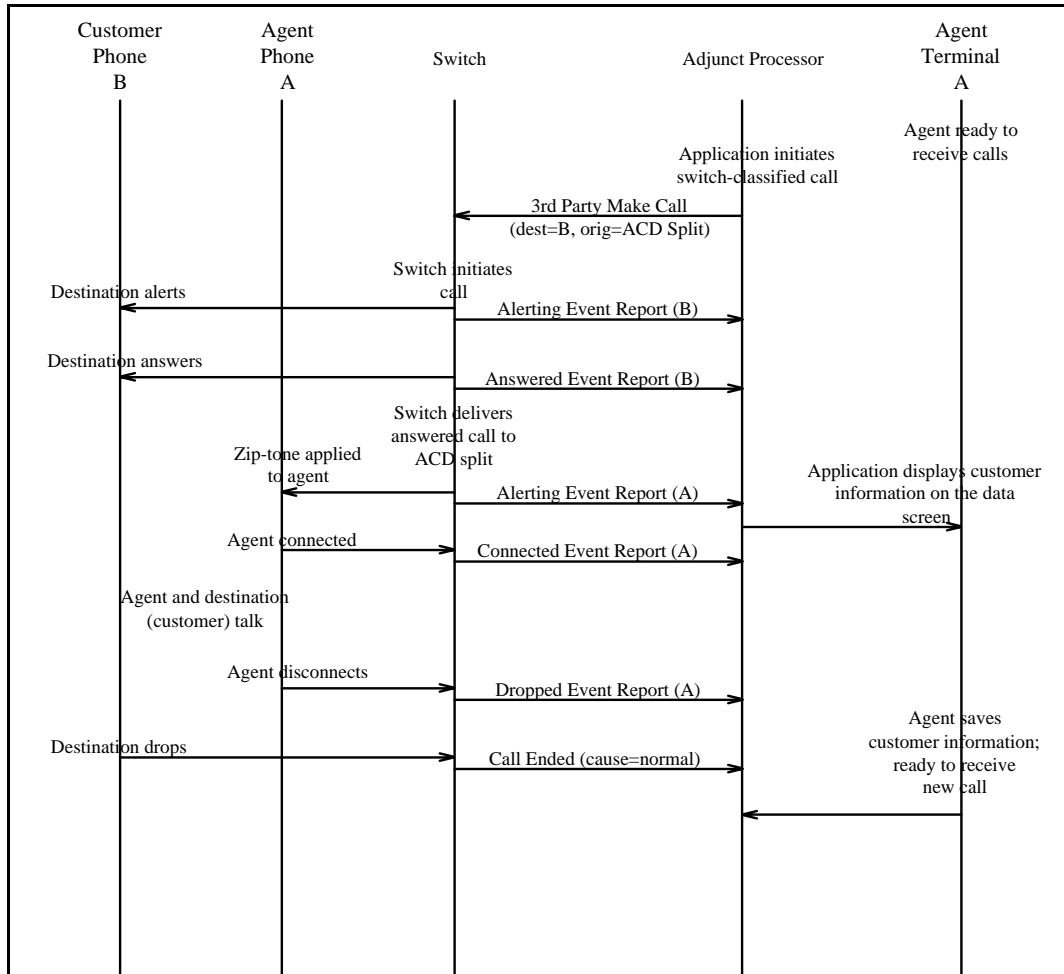 Customer
Phone
B
Agent
Phone
A
Switch
Adjunct Processor
Agent
Terminal
A
Agent ready to
receive calls
Application initiates
switch-classified call
3rd Party Make Call
(dest=B, orig=ACD Split)
Switch initiates
call
Destination alerts
Alerting Event Report (B)
Destination answers
Answered Event Report (B)
Switch delivers
answered call to
ACD split
Zip-tone applied
to agent
Alerting Event Report (A)
Application displays customer
information on the data
screen
Agent connected
Connected Event Report (A)
Agent and destination
(customer) talk
Agent disconnects
Dropped Event Report (A)
Agent saves
customer information;
ready to receive
new call
Destination drops
Call Ended (cause=normal)